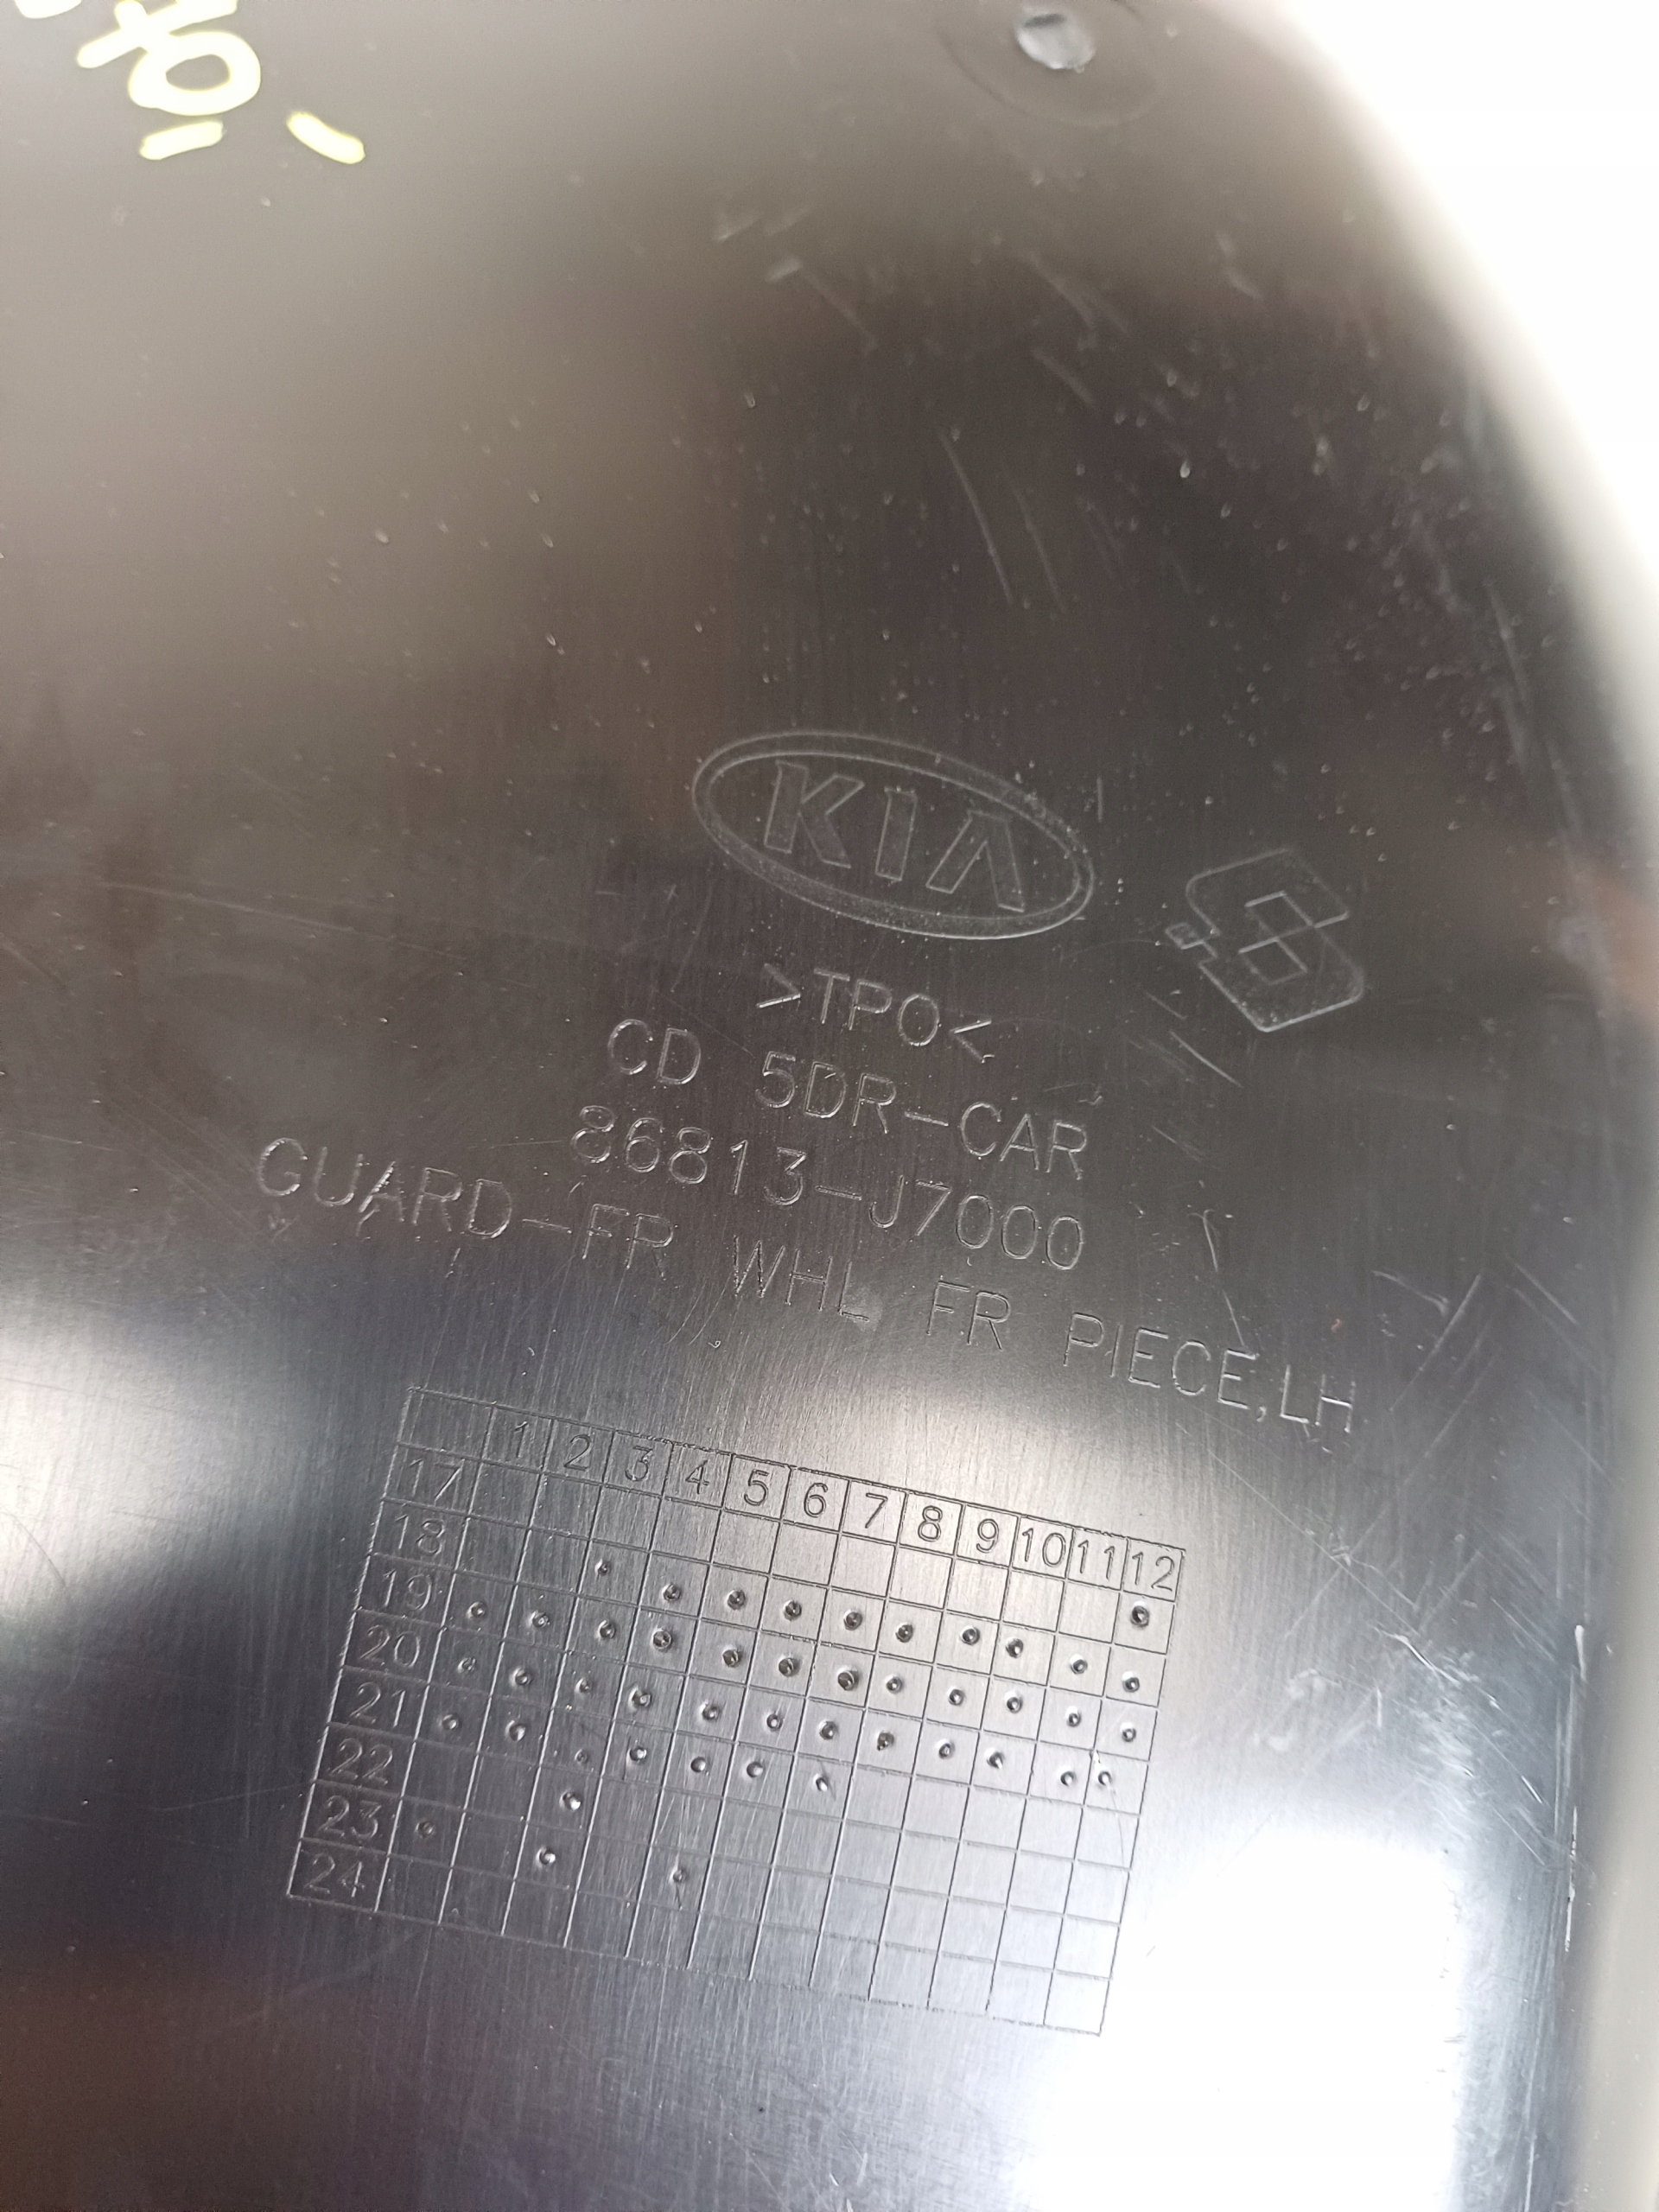 KIA
>TPO<
CD 5DR-CAR
86813-J7000
GUARD-FR WHL FR PIECE,LH
1 2 3 4 5 6 7 8 9 10 11 12
17
18
19
20
21
22
23
24